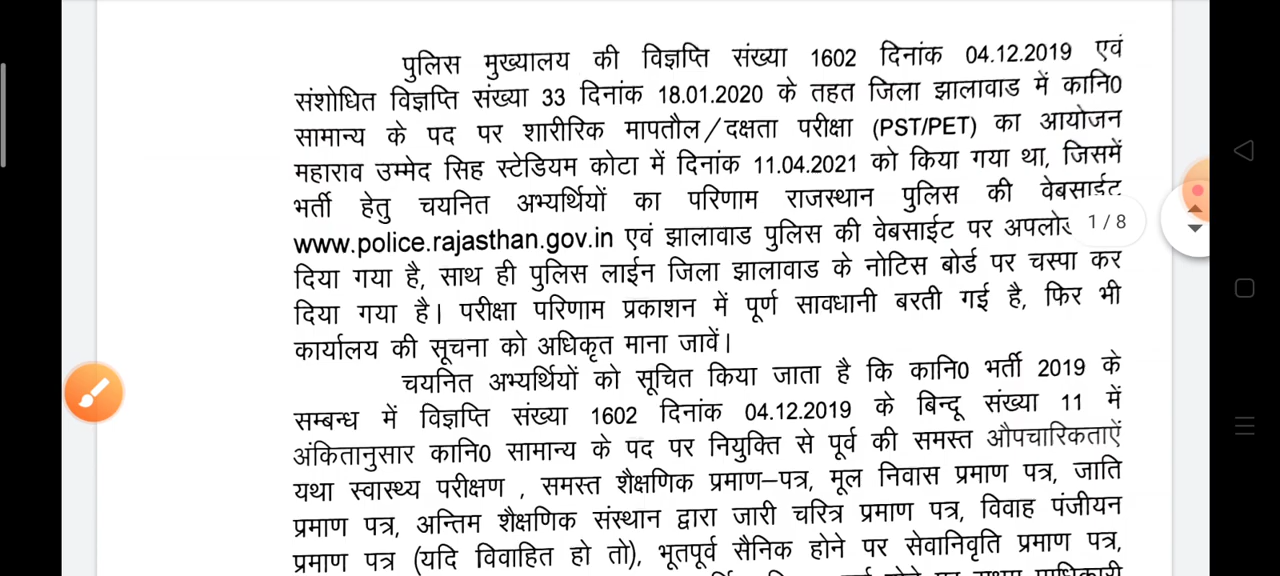 पुलिस मुख्यालय की विज्ञप्ति संख्या 1602 दिनांक 04.12.2019 एवं
संशोधित विज्ञप्ति संख्या 33 दिनांक 18.01.2020 के तहत जिला झालावाड में कानि0
सामान्य के पद पर शारीरिक मापतौल/दक्षता परीक्षा (PST/PET) का आयोजन
महाराव उम्मेद सिह स्टेडियम कोटा में दिनांक 11.04.2021 को किया गया था, जिसमें
भर्ती हेतु चयनित अभ्यर्थियों का परिणाम राजस्थान पुलिस की वेबसाईट
1/8
www.police.rajasthan.gov.in एवं झालावाड पुलिस की वेबसाईट पर
दिया गया है, साथ ही पुलिस लाईन जिला झालावाड के नोटिस बोर्ड पर चस्पा कर
दिया गया है। परीक्षा परिणाम प्रकाशन में पूर्ण सावधानी बरती गई है, फिर भी
कार्यालय की सूचना को अधिकृत माना जावें।
चयनित अभ्यर्थियों को सूचित किया जाता है कि कानि0 भर्ती 2019 के
सम्बन्ध में विज्ञप्ति संख्या 1602 दिनांक 04.12.2019 के बिन्दू संख्या 11 में
अंकितानुसार कानि0 सामान्य के पद पर नियुक्ति से पूर्व की समस्त औपचारिकताऐं
यथा स्वास्थ्य परीक्षण , समस्त शैक्षणिक प्रमाण–पत्र, मूल निवास प्रमाण पत्र, जाति
प्रमाण पत्र, अन्तिम शैक्षणिक संस्थान द्वारा जारी चरित्र प्रमाण पत्र, विवाह पंजीयन
प्रमाण पत्र (यदि विवाहित हो तो), भूतपूर्व सैनिक होने पर सेवानिवृति प्रमाण पत्र,